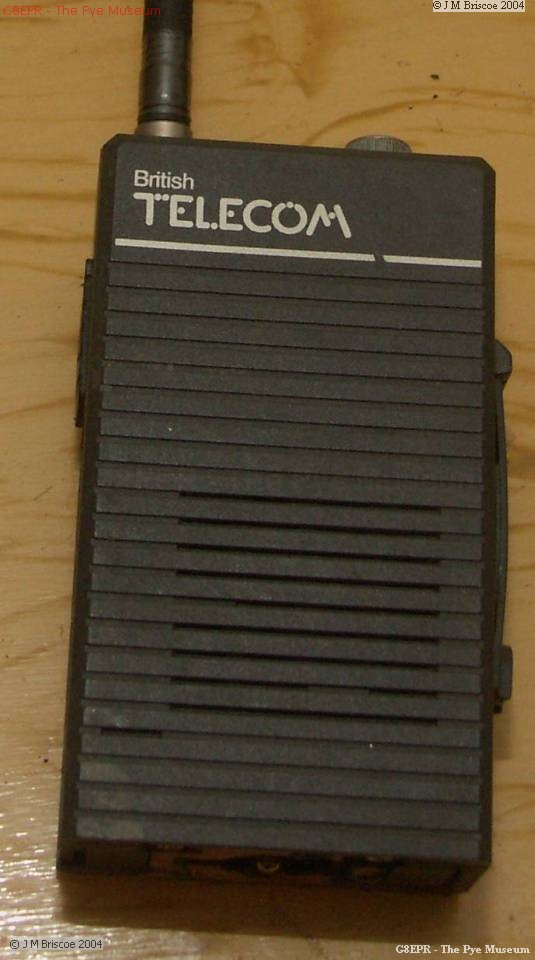 G8EPR - The Pye Museum
© J M Briscoe 2004
British
TELECOM
© J M Briscoe 2004
G8EPR - The Pye Museum